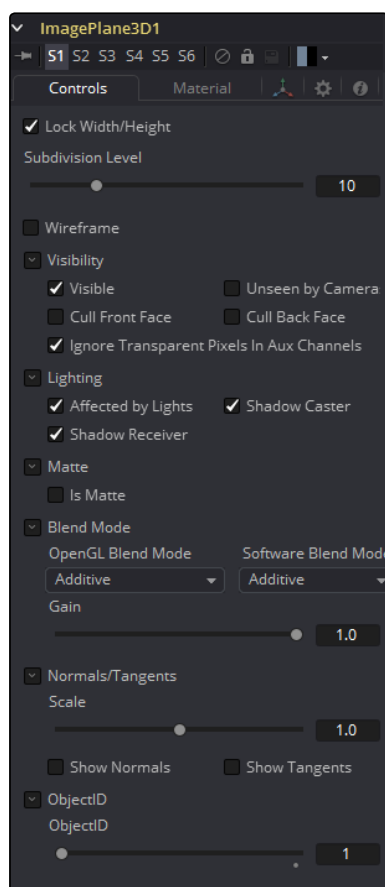 ImagePlane3D1
S1 S2 S3 S4 S5 S6
Controls Material
Lock Width/Height
Subdivision Level
10
Wireframe
Visibility
Visible Unseen by Camera
Cull Front Face Cull Back Face
Ignore Transparent Pixels In Aux Channels
Lighting
Affected by Lights Shadow Caster
Shadow Receiver
Matte
Is Matte
Blend Mode
OpenGL Blend Mode Software Blend Mod
Additive Additive
Gain
1.0
Normals/Tangents
Scale
1.0
Show Normals Show Tangents
ObjectID
ObjectID
1